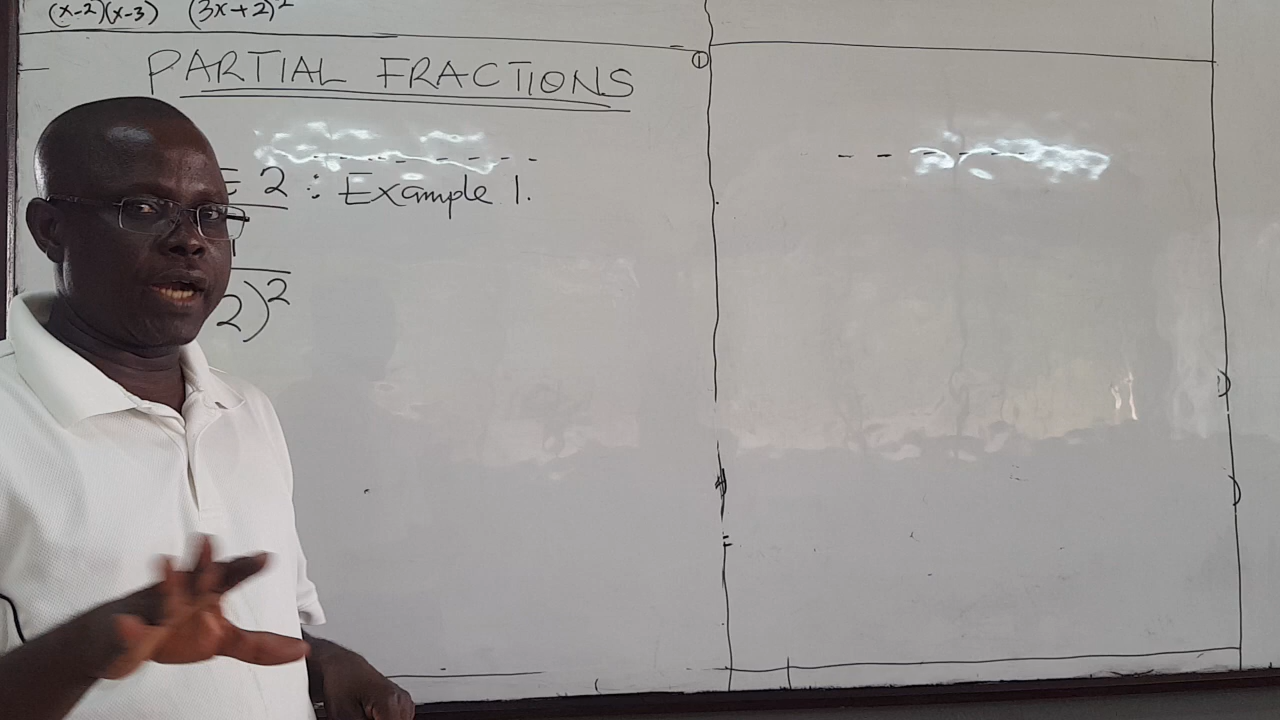 (x-2)(x-3) (3x+2)²
PARTIAL FRACTIONS
①
2 : Example 1.
2)²